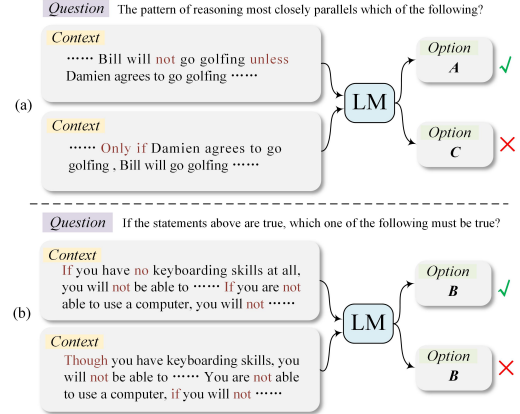 Question The pattern of reasoning most closely parallels which of the following?
Context
...... Bill will not go golfing unless
Damien agrees to go golfing ......
(a)
LM
Option
A
Context
...... Only if Damien agrees to go
golfing , Bill will go golfing ......
Option
C
Question If the statements above are true, which one of the following must be true?
Context
If you have no keyboarding skills at all,
you will not be able to ...... If you are not
able to use a computer, you will not ......
(b)
LM
Option
B
Context
Though you have keyboarding skills, you
will not be able to ...... You are not able
to use a computer, if you will not ......
Option
B